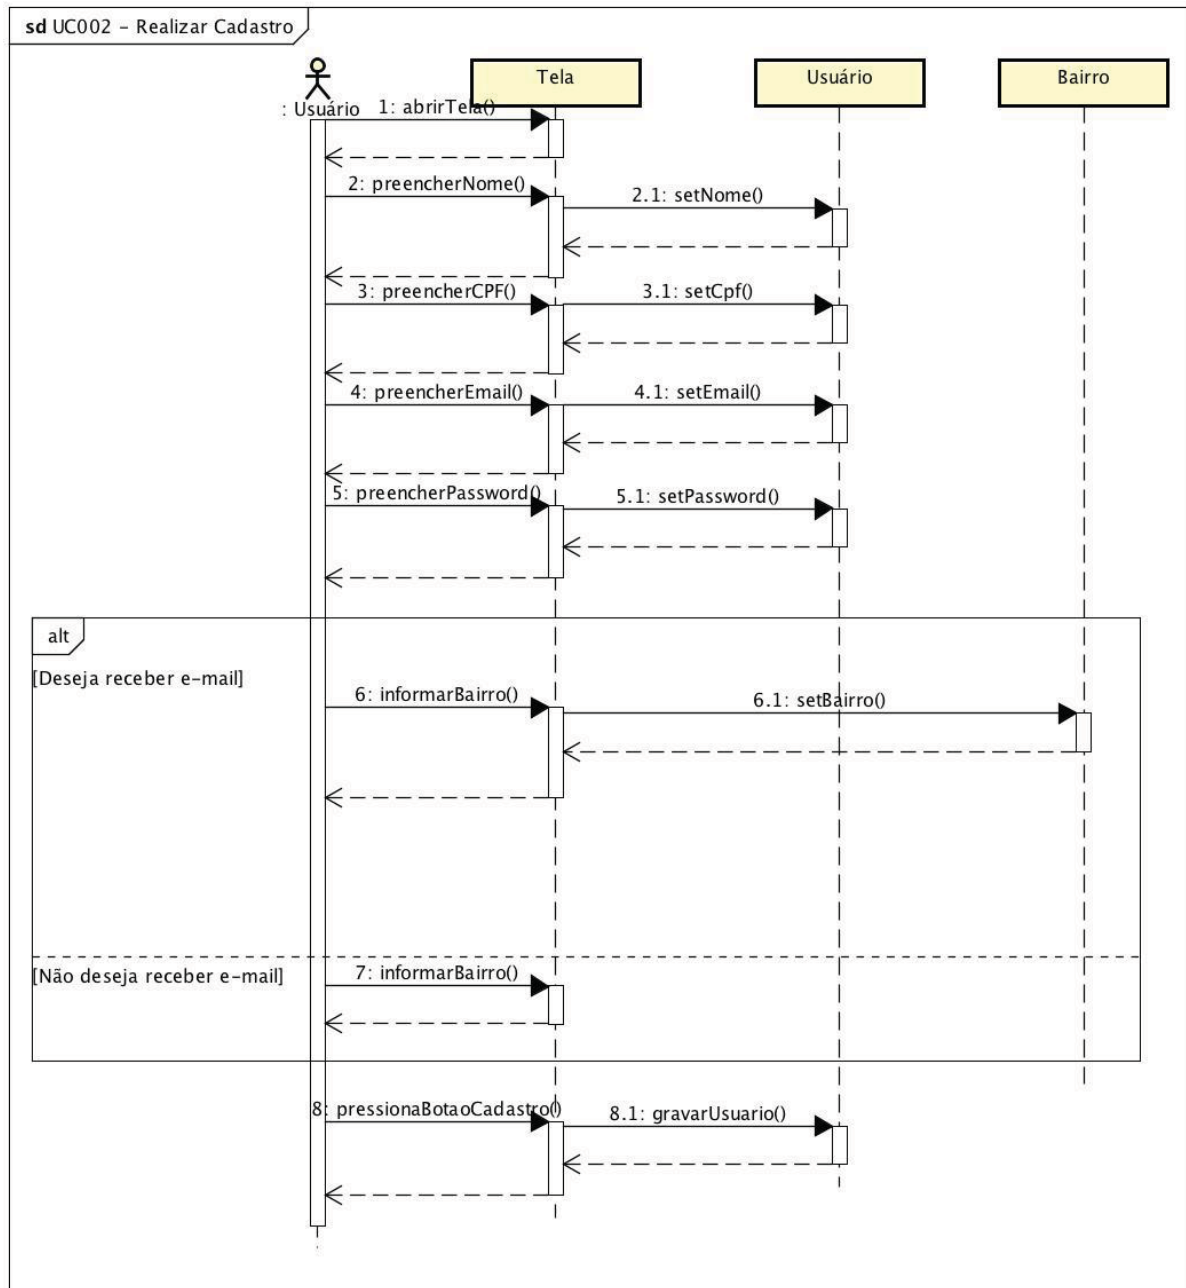 sd UC002 – Realizar Cadastro
Tela
Usuário
Bairro
: Usuário
1: abrirTela()
2: preencherNome()
2.1: setNome()
3: preencherCPF()
3.1: setCpf()
4: preencherEmail()
4.1: setEmail()
5: preencherPassword()
5.1: setPassword()
alt
[Deseja receber e-mail]
6: informarBairro()
6.1: setBairro()
[Não deseja receber e-mail]
7: informarBairro()
8: pressionaBotaoCadastro()
8.1: gravarUsuario()